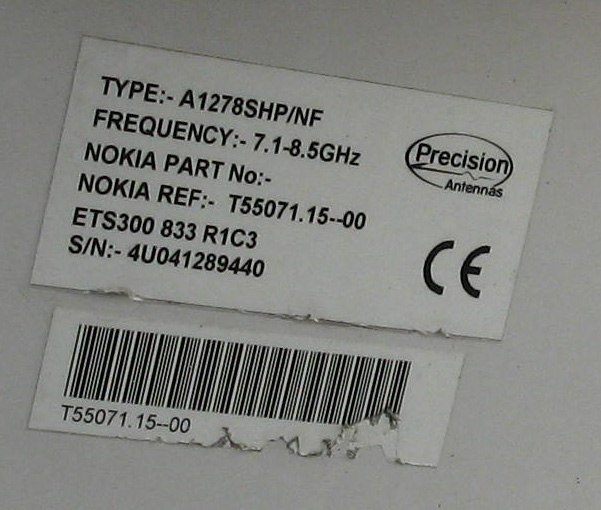 TYPE:- A1278SHP/NF
FREQUENCY:- 7.1-8.5GHz
NOKIA PART No:-
NOKIA REF:- T55071.15--00
ETS300 833 R1C3
S/N:- 4U041289440
Precision
Antennas
CE
T55071.15--00